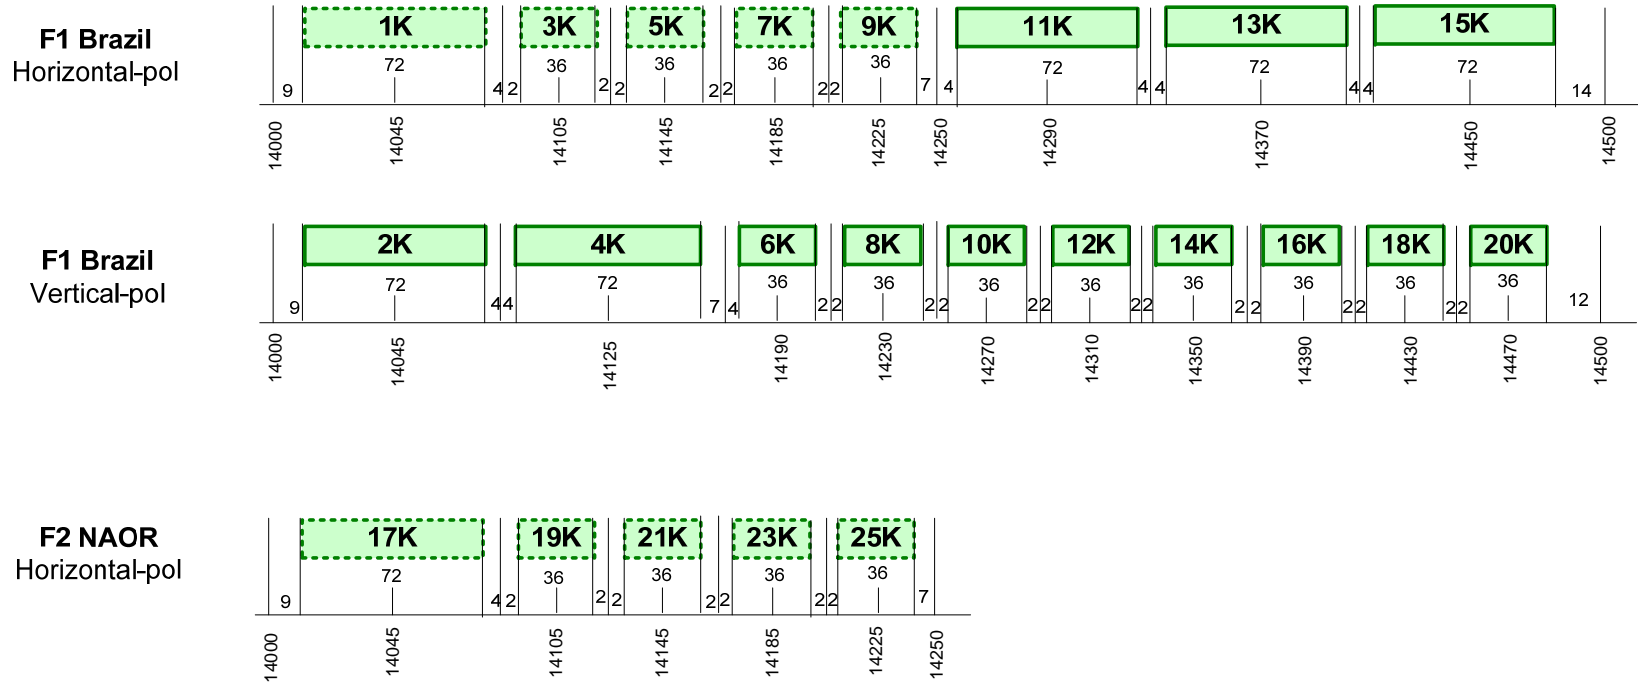 F1 Brazil
Horizontal-pol
1K 3K 5K 7K 9K 11K 13K 15K
9 72 4 2 36 2 2 36 2 2 36 2 2 36 7 4 72 4 4 72 4 4 72 14
14000 14045 14105 14145 14185 14225 14250 14290 14370 14450 14500
F1 Brazil
Vertical-pol
2K 4K 6K 8K 10K 12K 14K 16K 18K 20K
9 72 4 4 72 7 4 36 2 2 36 2 2 36 2 2 36 2 2 36 2 2 36 2 2 36 2 2 36 12
14000 14045 14125 14190 14230 14270 14310 14350 14390 14430 14470 14500
F2 NAOR
Horizontal-pol
17K 19K 21K 23K 25K
9 72 4 2 36 2 2 36 2 2 36 2 2 36 7
14000 14045 14105 14145 14185 14225 14250